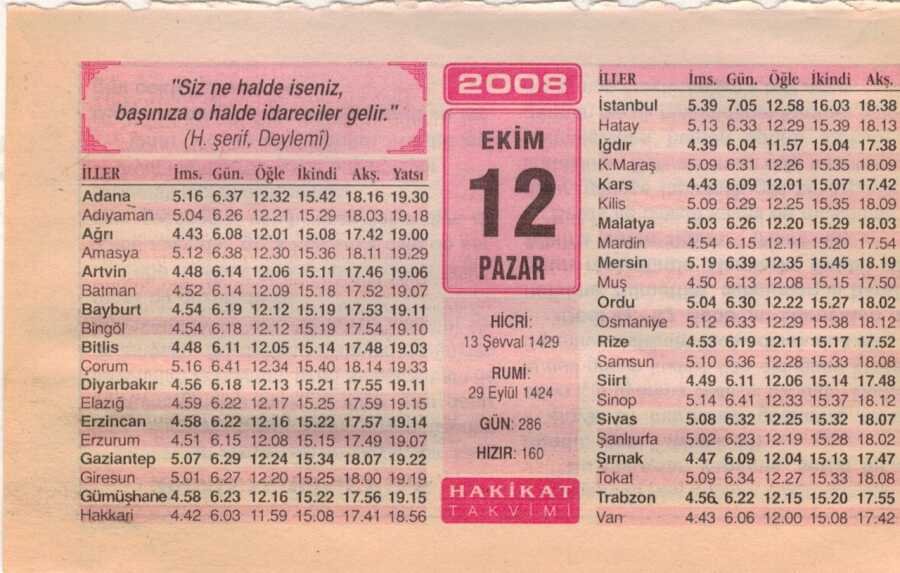 "Siz ne halde iseniz,
başınıza o halde idareciler gelir."
(H. şerif, Deylemî)
İLLER İms. Gün. Öğle İkindi Akş. Yatsı
Adana 5.16 6.37 12.32 15.42 18.16 19.30
Adıyaman 5.04 6.26 12.21 15.29 18.03 19.18
Ağrı 4.43 6.08 12.01 15.08 17.42 19.00
Amasya 5.12 6.38 12.30 15.36 18.11 19.29
Artvin 4.48 6.14 12.06 15.11 17.46 19.06
Batman 4.52 6.14 12.09 15.18 17.52 19.07
Bayburt 4.54 6.19 12.12 15.19 17.53 19.11
Bingöl 4.54 6.18 12.12 15.19 17.54 19.10
Bitlis 4.48 6.11 12.05 15.14 17.48 19.03
Çorum 5.16 6.41 12.34 15.40 18.14 19.33
Diyarbakır 4.56 6.18 12.13 15.21 17.55 19.11
Elazığ 4.59 6.22 12.17 15.25 17.59 19.15
Erzincan 4.58 6.22 12.16 15.22 17.57 19.14
Erzurum 4.51 6.15 12.08 15.15 17.49 19.07
Gaziantep 5.07 6.29 12.24 15.34 18.07 19.22
Giresun 5.01 6.27 12.20 15.25 18.00 19.19
Gümüşhane 4.58 6.23 12.16 15.22 17.56 19.15
Hakkari 4.42 6.03 11.59 15.08 17.41 18.56
2008
EKİM
12
PAZAR
HİCRÎ:
13 Şevval 1429
RUMİ:
29 Eylül 1424
GÜN: 286
HIZIR: 160
HAKİKAT
TAKVİMİ
İLLER İms. Gün. Öğle İkindi Akş.
İstanbul 5.39 7.05 12.58 16.03 18.38
Hatay 5.13 6.33 12.29 15.39 18.13
Iğdır 4.39 6.04 11.57 15.04 17.38
K.Maraş 5.09 6.31 12.26 15.35 18.09
Kars 4.43 6.09 12.01 15.07 17.42
Kilis 5.09 6.29 12.25 15.35 18.09
Malatya 5.03 6.26 12.20 15.29 18.03
Mardin 4.54 6.15 12.11 15.20 17.54
Mersin 5.19 6.39 12.35 15.45 18.19
Muş 4.50 6.13 12.08 15.15 17.50
Ordu 5.04 6.30 12.22 15.27 18.02
Osmaniye 5.12 6.33 12.29 15.38 18.12
Rize 4.53 6.19 12.11 15.17 17.52
Samsun 5.10 6.36 12.28 15.33 18.08
Siirt 4.49 6.11 12.06 15.14 17.48
Sinop 5.14 6.41 12.33 15.37 18.12
Sivas 5.08 6.32 12.25 15.32 18.07
Şanlıurfa 5.02 6.23 12.19 15.28 18.02
Şırnak 4.47 6.09 12.04 15.13 17.47
Tokat 5.09 6.34 12.27 15.33 18.08
Trabzon 4.56 6.22 12.15 15.20 17.55
Van 4.43 6.06 12.00 15.08 17.42